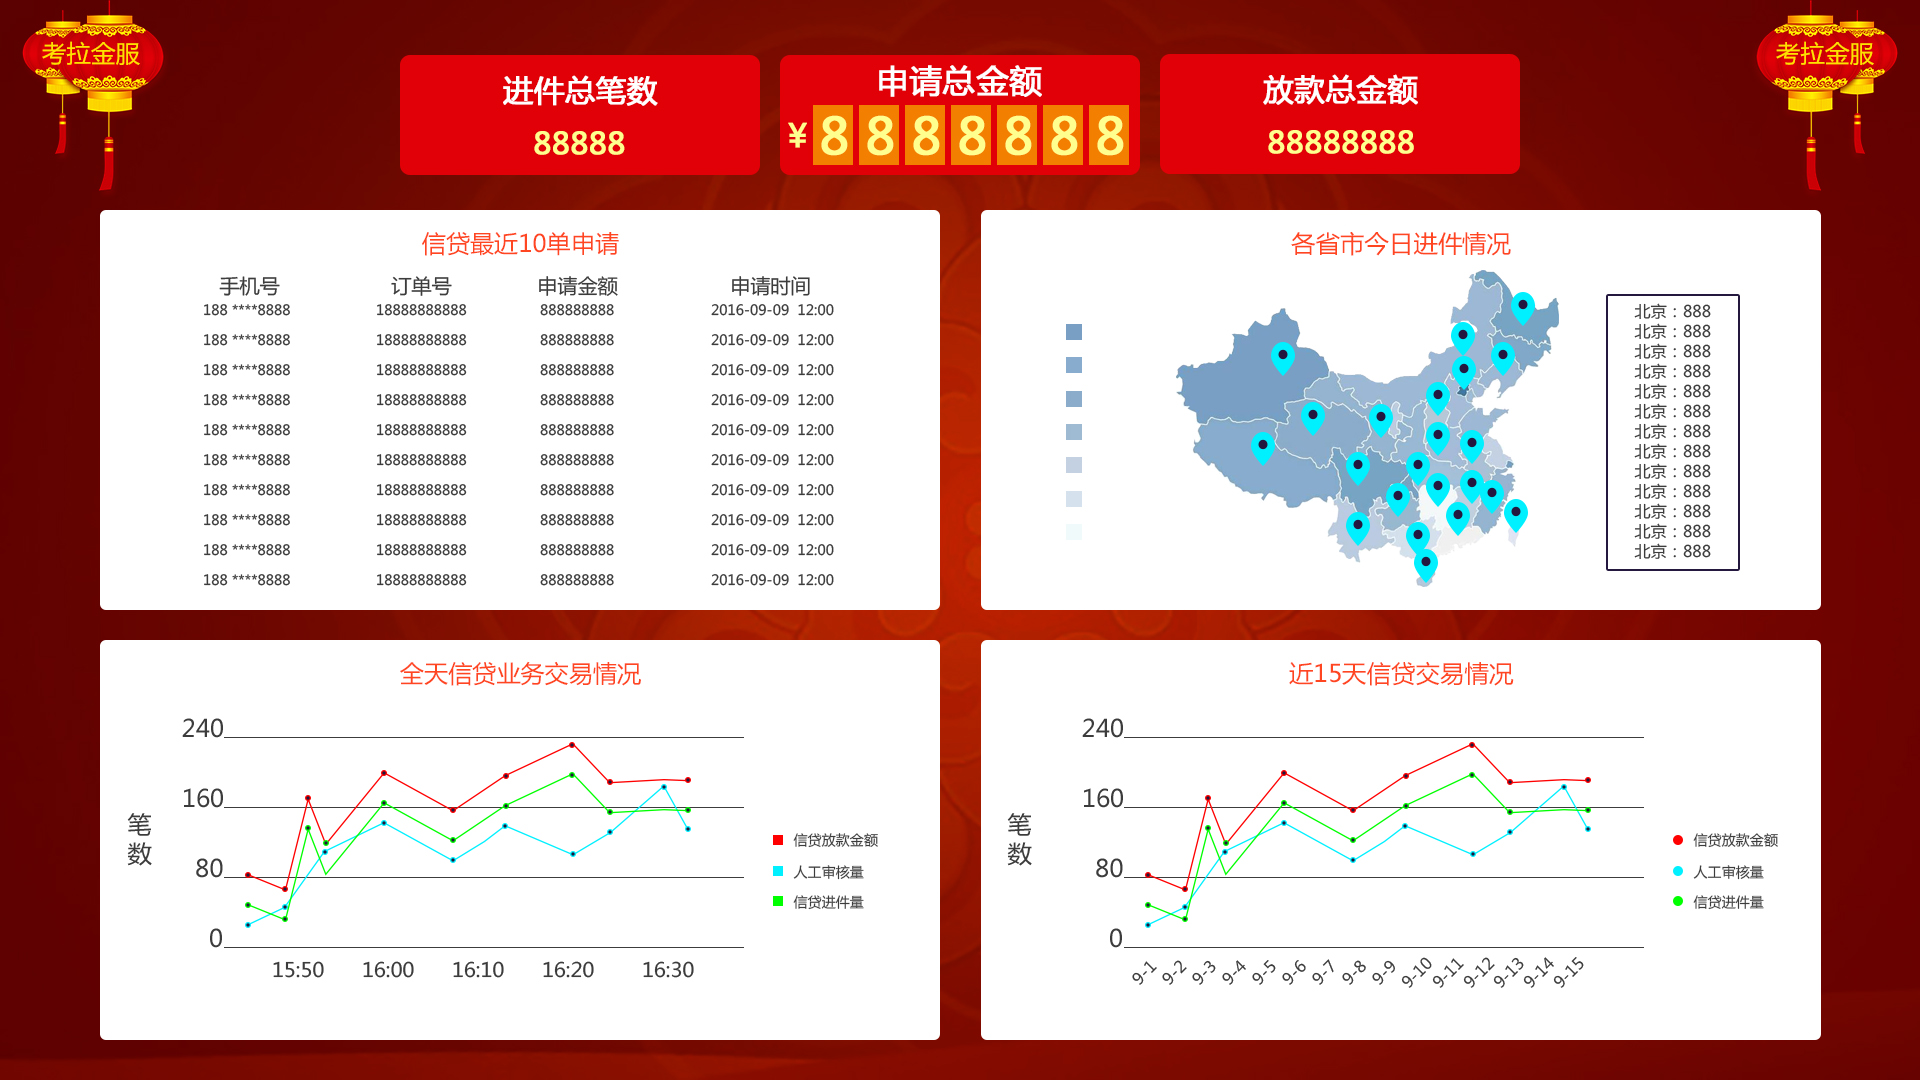 考拉金服
考拉金服
进件总笔数
88888
申请总金额
¥ 8 8 8 8 8 8 8
放款总金额
88888888
信贷最近10单申请
手机号 订单号 申请金额 申请时间
188 ****8888 18888888888 888888888 2016-09-09 12:00
188 ****8888 18888888888 888888888 2016-09-09 12:00
188 ****8888 18888888888 888888888 2016-09-09 12:00
188 ****8888 18888888888 888888888 2016-09-09 12:00
188 ****8888 18888888888 888888888 2016-09-09 12:00
188 ****8888 18888888888 888888888 2016-09-09 12:00
188 ****8888 18888888888 888888888 2016-09-09 12:00
188 ****8888 18888888888 888888888 2016-09-09 12:00
188 ****8888 18888888888 888888888 2016-09-09 12:00
188 ****8888 18888888888 888888888 2016-09-09 12:00
各省市今日进件情况
北京：888
北京：888
北京：888
北京：888
北京：888
北京：888
北京：888
北京：888
北京：888
北京：888
北京：888
北京：888
北京：888
全天信贷业务交易情况
笔数
240
160
80
0
15:50 16:00 16:10 16:20 16:30
信贷放款金额
人工审核量
信贷进件量
近15天信贷交易情况
笔数
240
160
80
0
9-1 9-2 9-3 9-4 9-5 9-6 9-7 9-8 9-9 9-10 9-11 9-12 9-13 9-14 9-15
信贷放款金额
人工审核量
信贷进件量